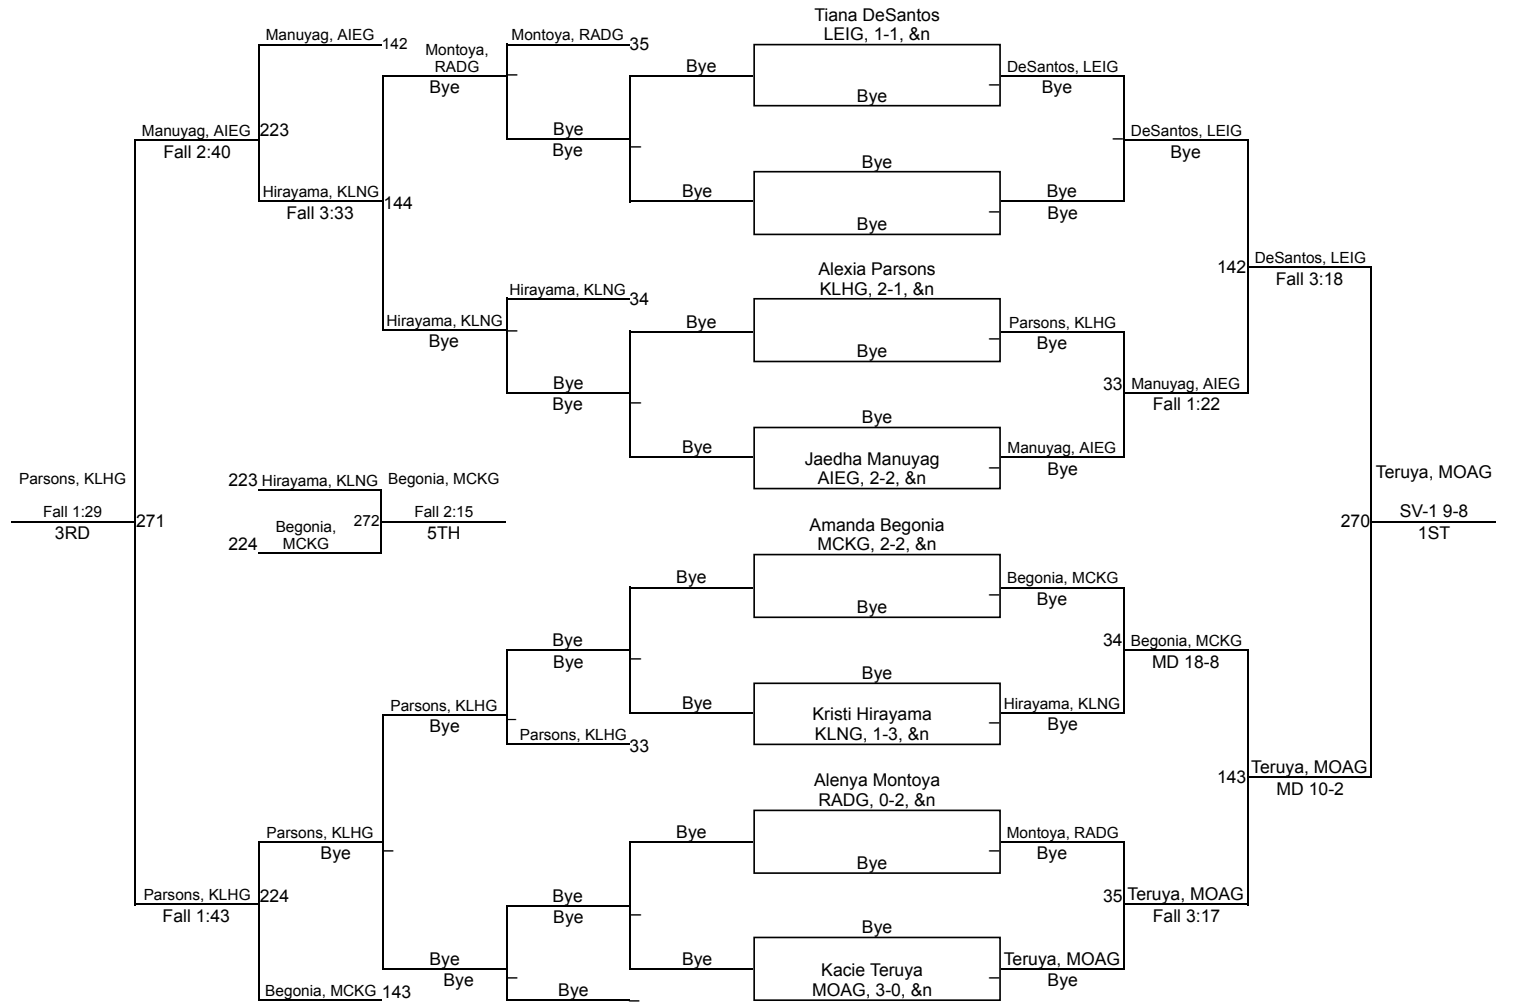 Tiana DeSantos
LEIG, 1-1, &n
Manuyag, AIEG 142
Montoya, RADG 35
Montoya,
RADG
Bye
Bye
DeSantos, LEIG
Bye
Bye
Manuyag, AIEG 223
Fall 2:40
Bye
Bye
DeSantos, LEIG
Bye
Bye
Hirayama, KLNG 144
Fall 3:33
Bye
Bye
Bye
Bye
142 DeSantos, LEIG
Fall 3:18
Alexia Parsons
KLHG, 2-1, &n
Hirayama, KLNG 34
Hirayama, KLNG
Bye
Bye
Parsons, KLHG
Bye
Bye
Bye
Bye
33 Manuyag, AIEG
Fall 1:22
Bye
Bye
Manuyag, AIEG
Bye
Jaedha Manuyag
AIEG, 2-2, &n
Parsons, KLHG
Fall 1:29 271
3RD
223 Hirayama, KLNG
Begonia, MCKG
Begonia,
MCKG
224
272 Fall 2:15
5TH
Teruya, MOAG
270 SV-1 9-8
1ST
Amanda Begonia
MCKG, 2-2, &n
Bye
Bye
Begonia, MCKG
Bye
Bye
Bye
34 Begonia, MCKG
MD 18-8
Bye
Parsons, KLHG
Bye
Bye
Kristi Hirayama
KLNG, 1-3, &n
Hirayama, KLNG
Bye
Parsons, KLHG 33
143 Teruya, MOAG
MD 10-2
Alenya Montoya
RADG, 0-2, &n
Parsons, KLHG
Bye
Bye
Bye
Montoya, RADG
Bye
Parsons, KLHG 224
Fall 1:43
Bye
Bye
35 Teruya, MOAG
Fall 3:17
Bye
Bye
Bye
Bye
Kacie Teruya
MOAG, 3-0, &n
Teruya, MOAG
Bye
Begonia, MCKG 143
Bye